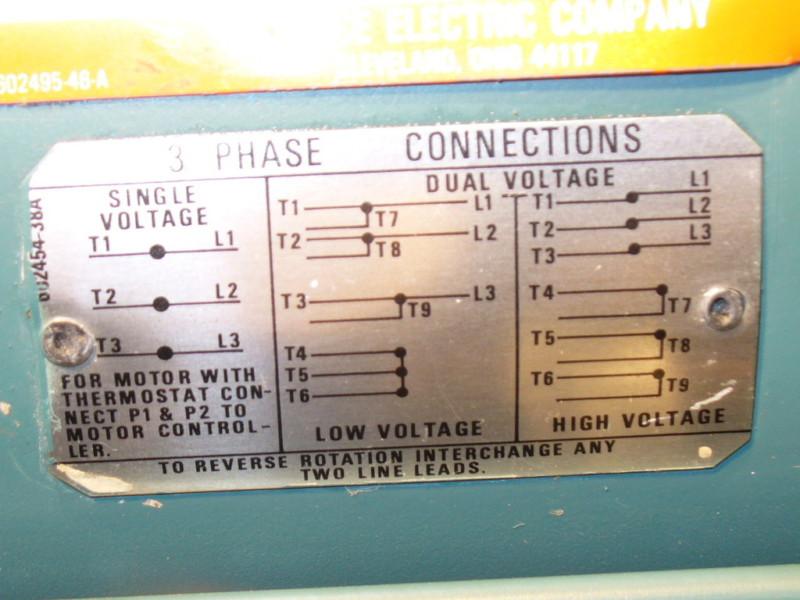 ELECTRIC COMPANY
CLEVELAND, OHIO 44117
602495-46-A
3 PHASE CONNECTIONS
602454-38A
SINGLE
VOLTAGE
T1 L1
T2 L2
T3 L3
FOR MOTOR WITH
THERMOSTAT CON-
NECT P1 & P2 TO
MOTOR CONTROL-
LER.
DUAL VOLTAGE
T1 L1
T7
T2 L2
T8
T3 L3
T9
T4
T5
T6
LOW VOLTAGE
T1 L1
T2 L2
T3 L3
T4
T7
T5
T8
T6
T9
HIGH VOLTAGE
TO REVERSE ROTATION INTERCHANGE ANY
TWO LINE LEADS.